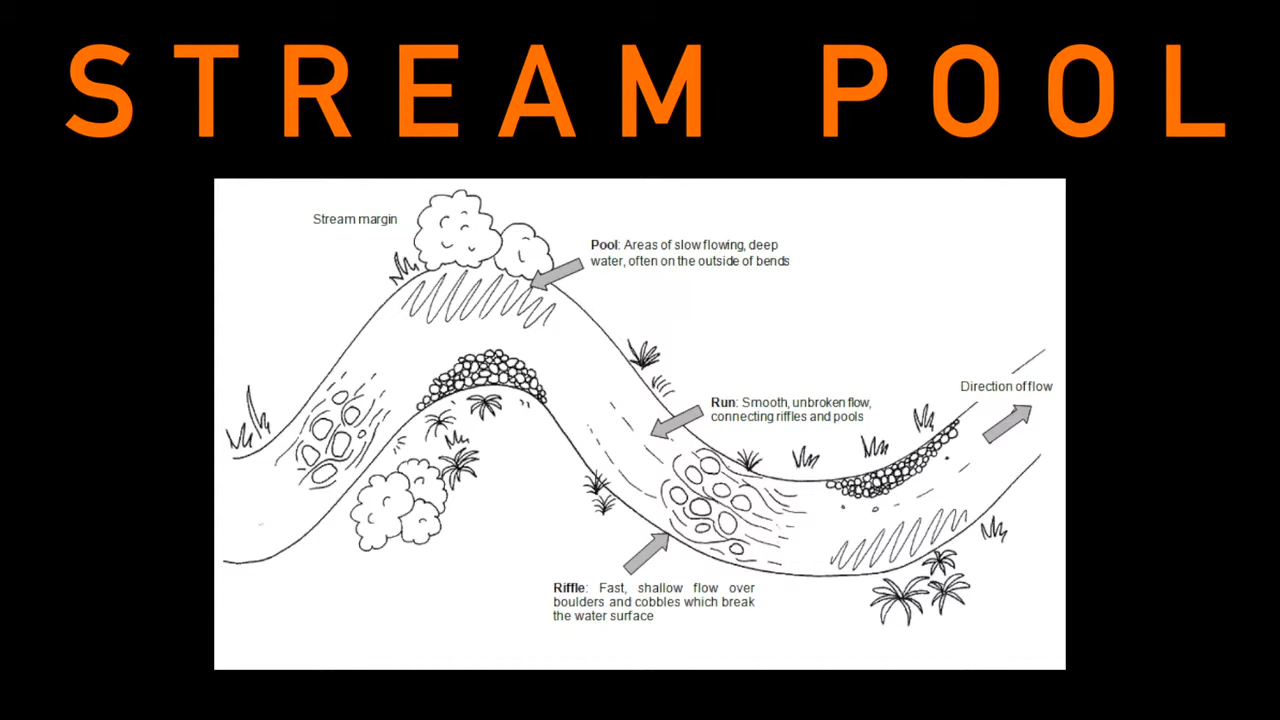 STREAM POOL
Stream margin
Pool: Areas of slow flowing, deep
water, often on the outside of bends
Direction of flow
Run: Smooth, unbroken flow,
connecting riffles and pools
Riffle: Fast, shallow flow over
boulders and cobbles which break
the water surface